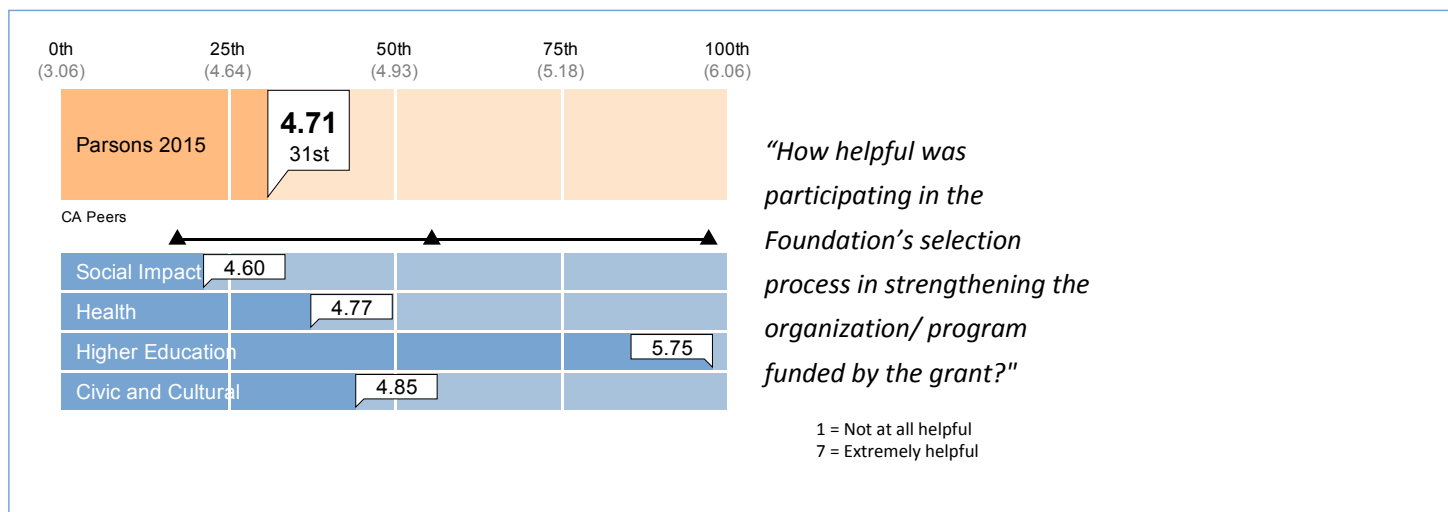 0th 25th 50th 75th 100th
(3.06) (4.64) (4.93) (5.18) (6.06)
Parsons 2015
4.71
31st
CA Peers
Social Impact 4.60
Health 4.77
Higher Education 5.75
Civic and Cultural 4.85
“How helpful was
participating in the
Foundation’s selection
process in strengthening the
organization/ program
funded by the grant?"
1 = Not at all helpful
7 = Extremely helpful